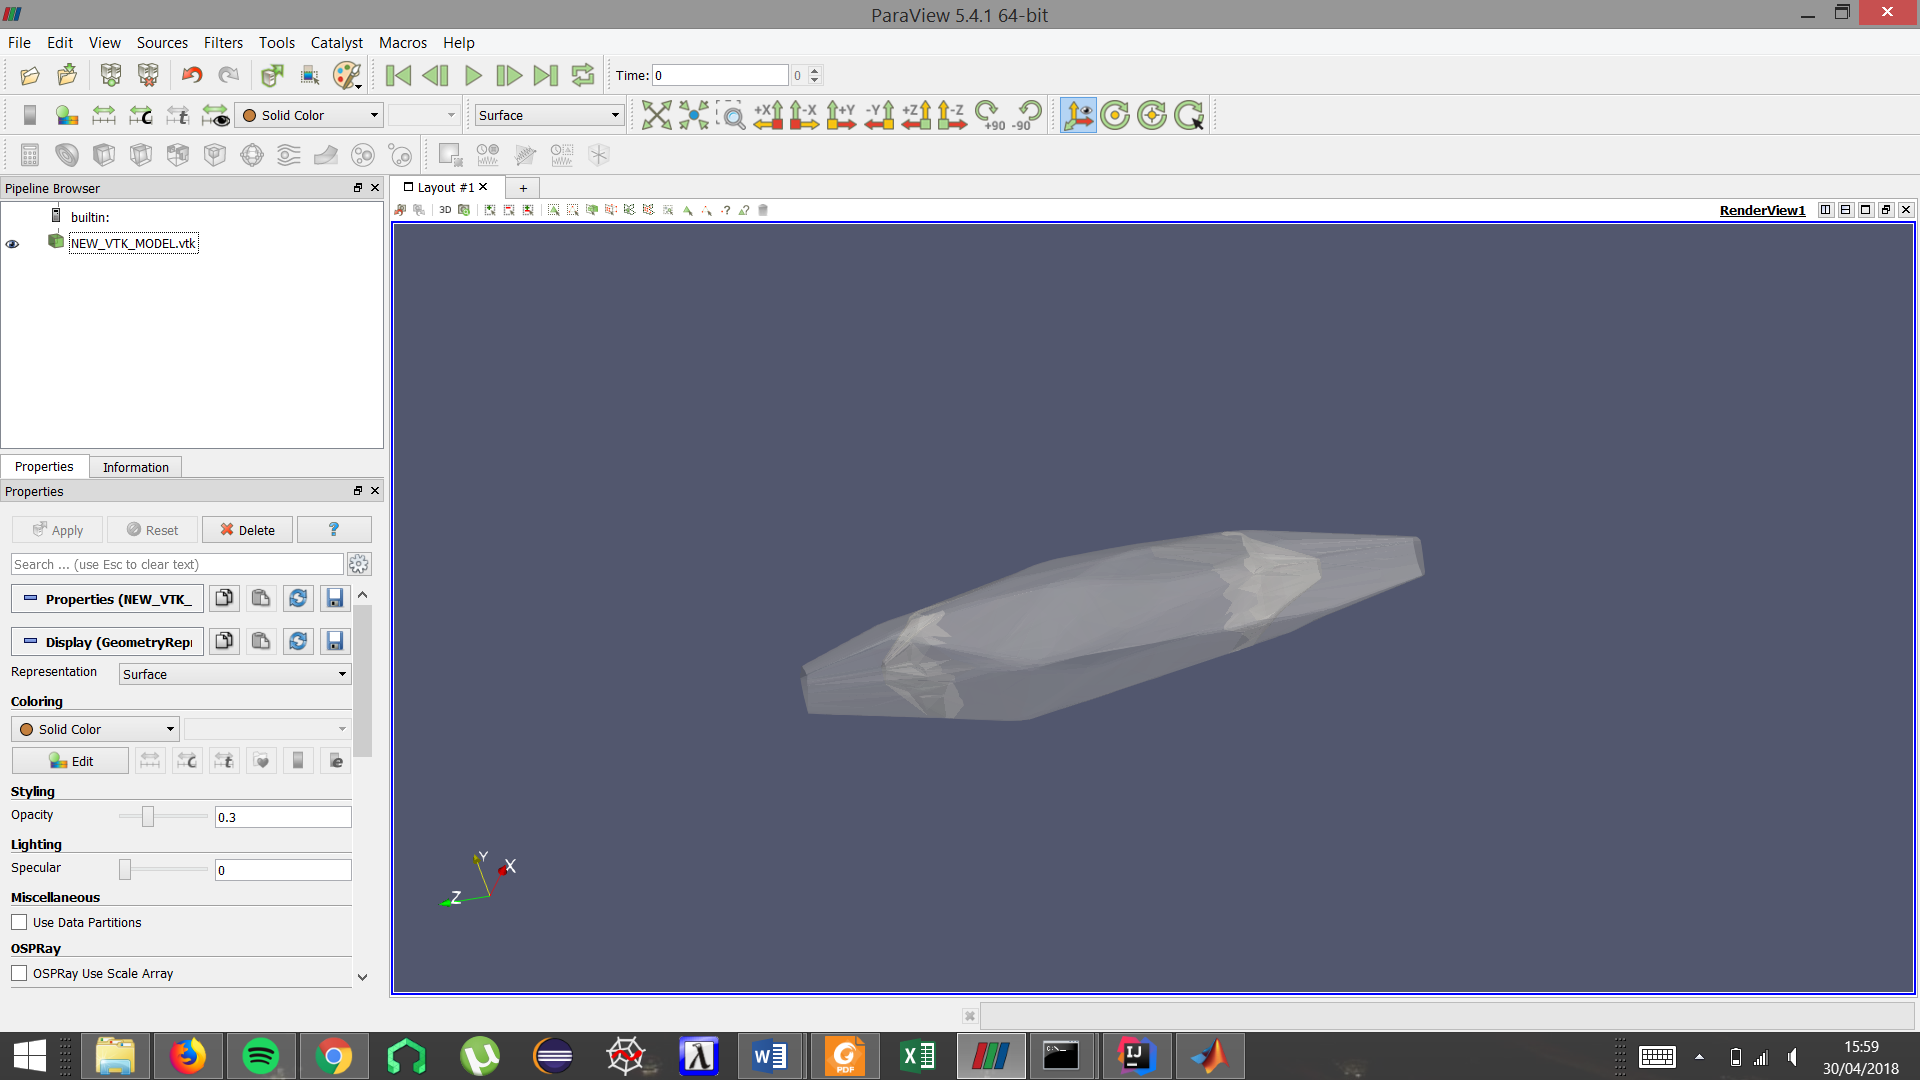 ParaView 5.4.1 64-bit
File Edit View Sources Filters Tools Catalyst Macros Help
Time: 0 0
Solid Color Surface +X -X +Y -Y +Z -Z +90 -90
Pipeline Browser
Layout #1
+
builtin:
3D
RenderView1
NEW_VTK_MODEL.vtk
Properties Information
Properties
Apply Reset Delete ?
Search ... (use Esc to clear text)
Properties (NEW_VTK_
Display (GeometryRepr
Representation Surface
Coloring
Solid Color
Edit
Styling
Opacity 0.3
Lighting
Specular 0
Miscellaneous
Use Data Partitions
OSPRay
OSPRay Use Scale Array
Y
X
Z
PDF
IJ
15:59
30/04/2018